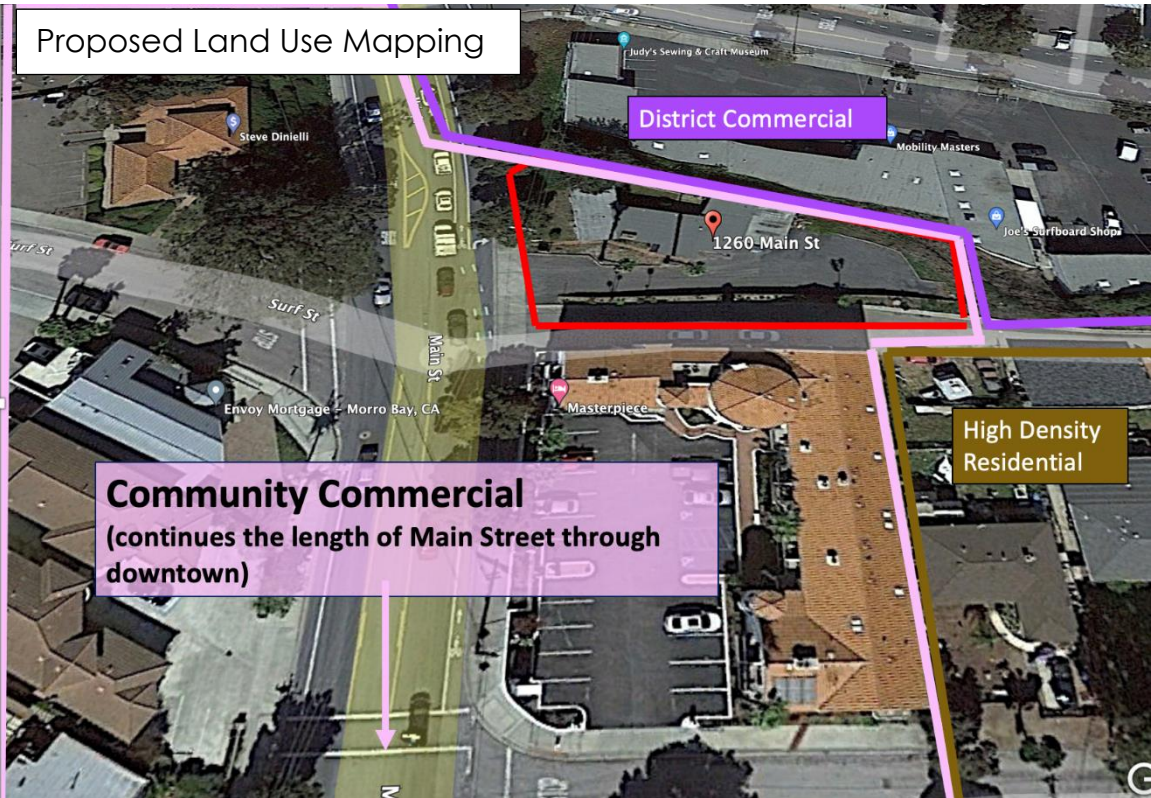 Proposed Land Use Mapping
Judy's Sewing & Craft Museum
District Commercial
Steve Dinielli
Mobility Masters
Joe's Surfboard Shop
1260 Main St
Surf St
Main St
Envoy Mortgage - Morro Bay, CA
Masterpiece
High Density
Residential
Community Commercial
(continues the length of Main Street through
downtown)
STOP